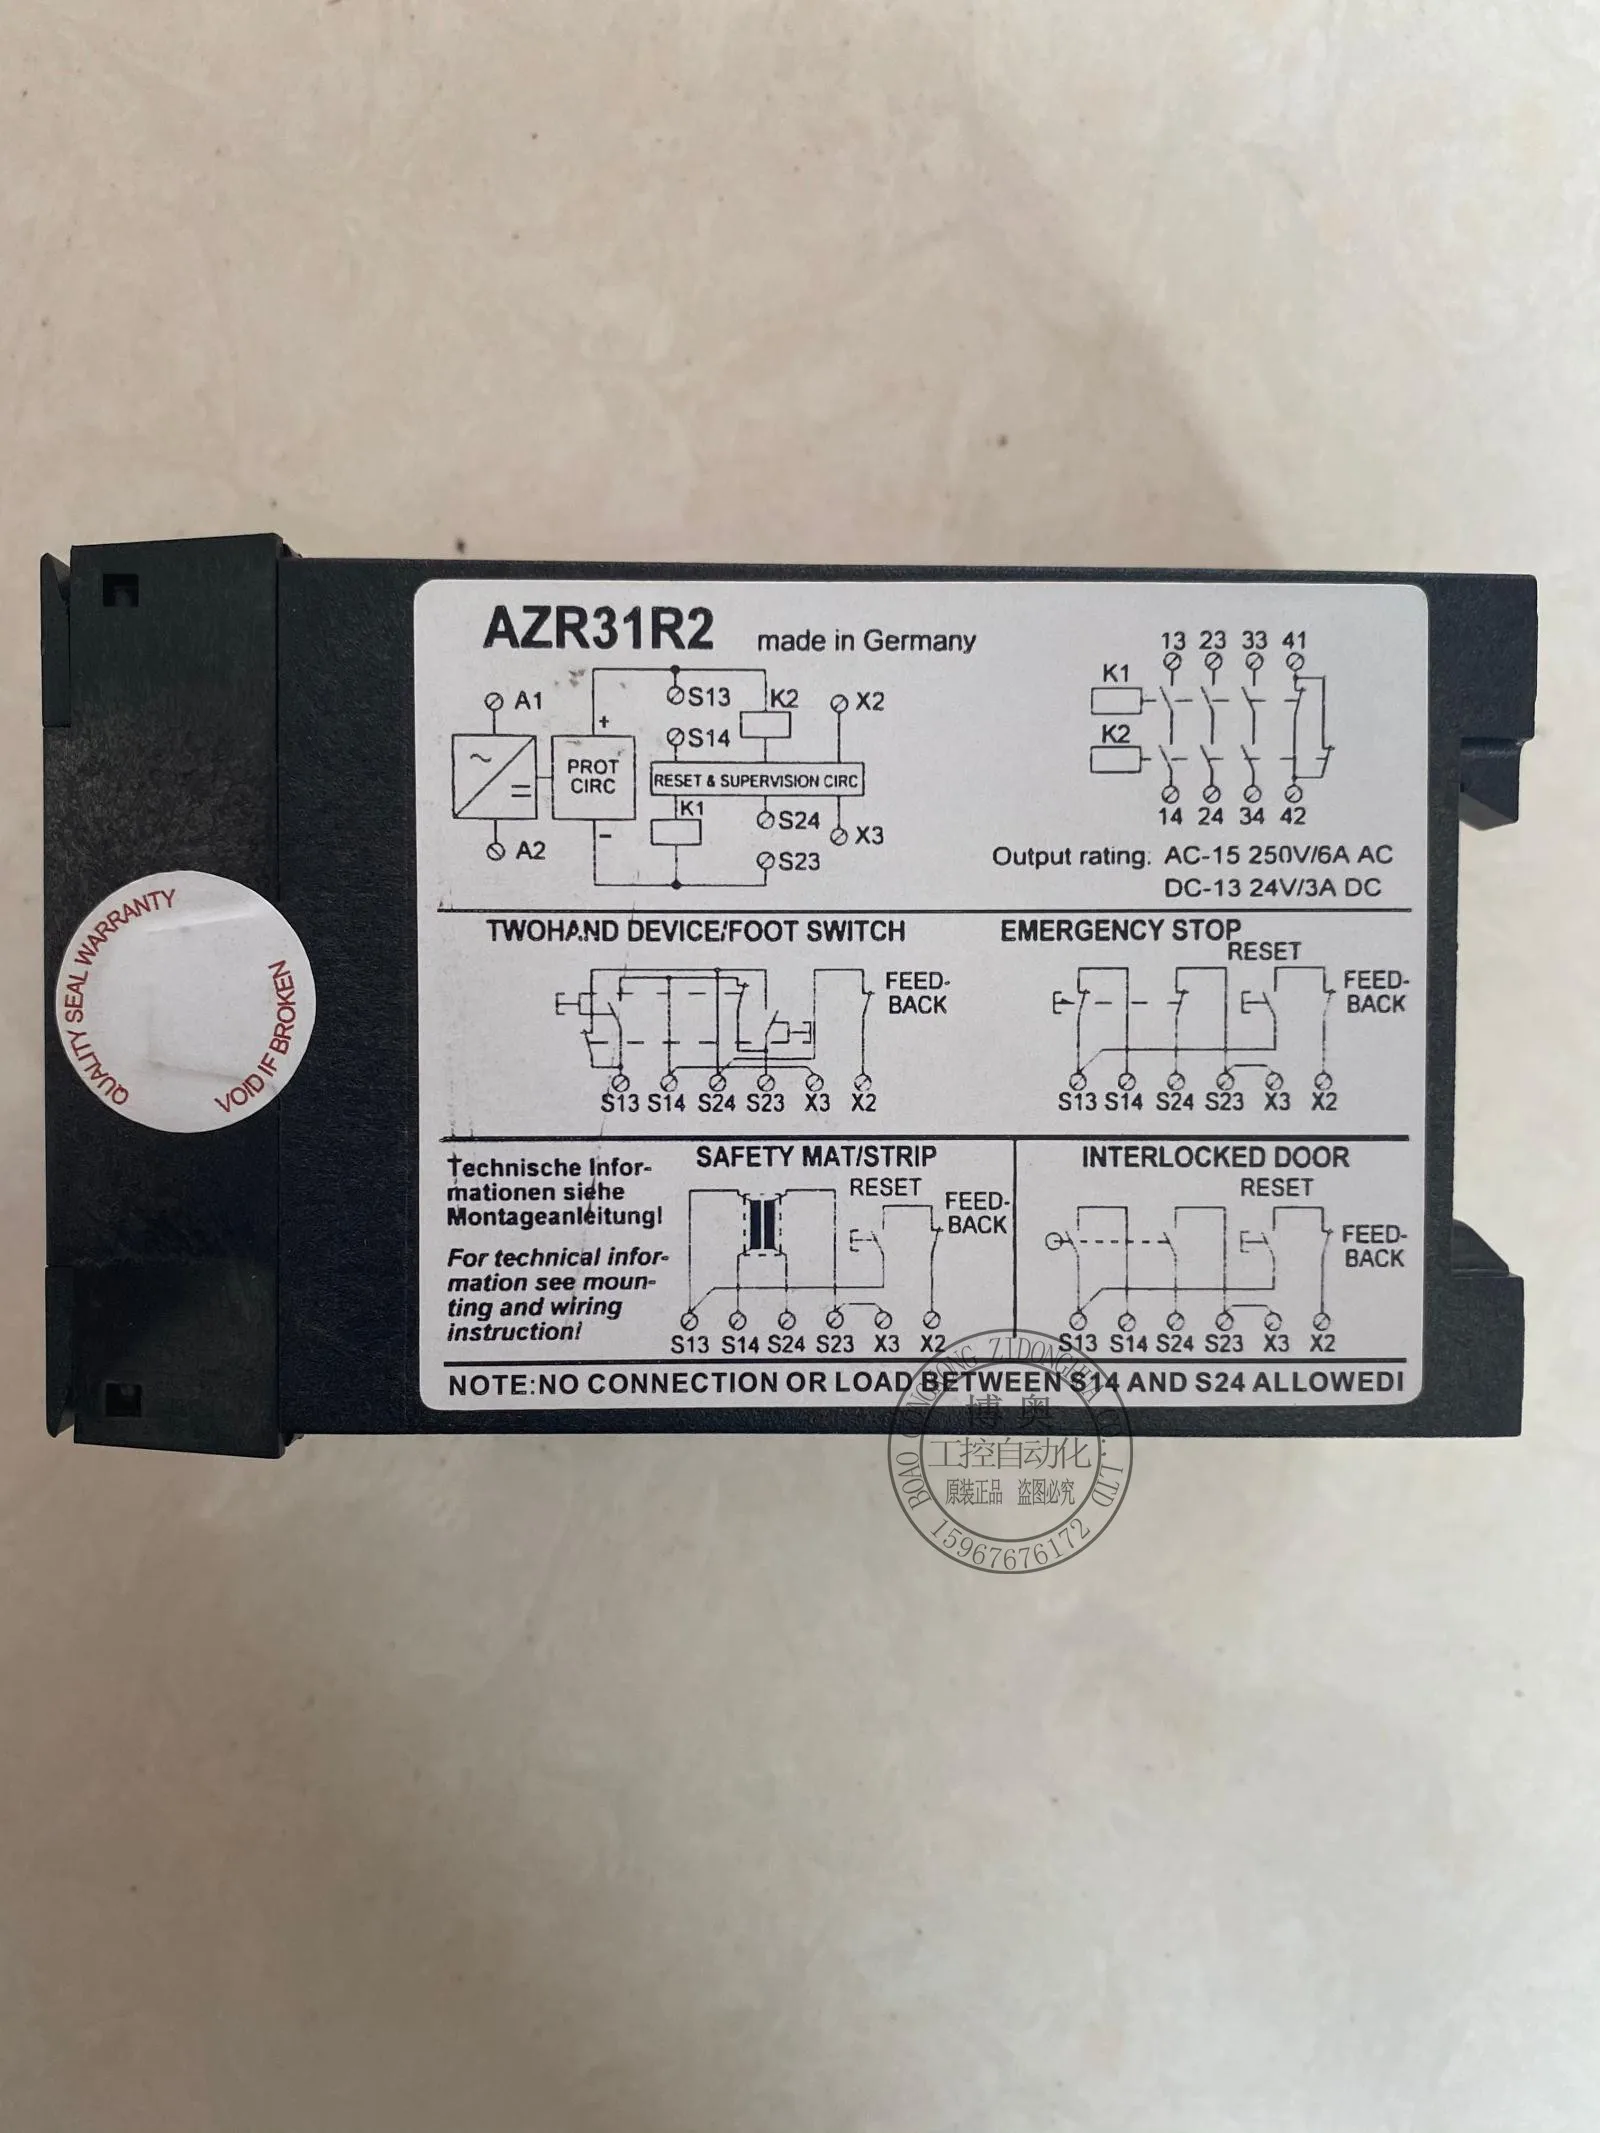 AZR31R2 made in Germany
A1
S13
K2
X2
+
S14
~
=
PROT
CIRC
RESET & SUPERVISION CIRC
K1
S24
X3
A2
-
S23
13 23 33 41
K1
K2
14 24 34 42
Output rating: AC-15 250V/6A AC
DC-13 24V/3A DC
TWOHAND DEVICE/FOOT SWITCH
FEED-
BACK
S13 S14 S24 S23 X3 X2
EMERGENCY STOP
RESET
FEED-
BACK
S13 S14 S24 S23 X3 X2
Technische Infor-
mationen siehe
Montageanleitung!
For technical infor-
mation see moun-
ting and wiring
instruction!
SAFETY MAT/STRIP
RESET
FEED-
BACK
S13 S14 S24 S23 X3 X2
INTERLOCKED DOOR
RESET
FEED-
BACK
S13 S14 S24 S23 X3 X2
NOTE:NO CONNECTION OR LOAD BETWEEN S14 AND S24 ALLOWED!
QUALITY SEAL WARRANTY
VOID IF BROKEN
BOAO GONGKONG ZIDONGHUA CO.,LTD
博奥
工控自动化
原装正品 盗图必究
15967676172